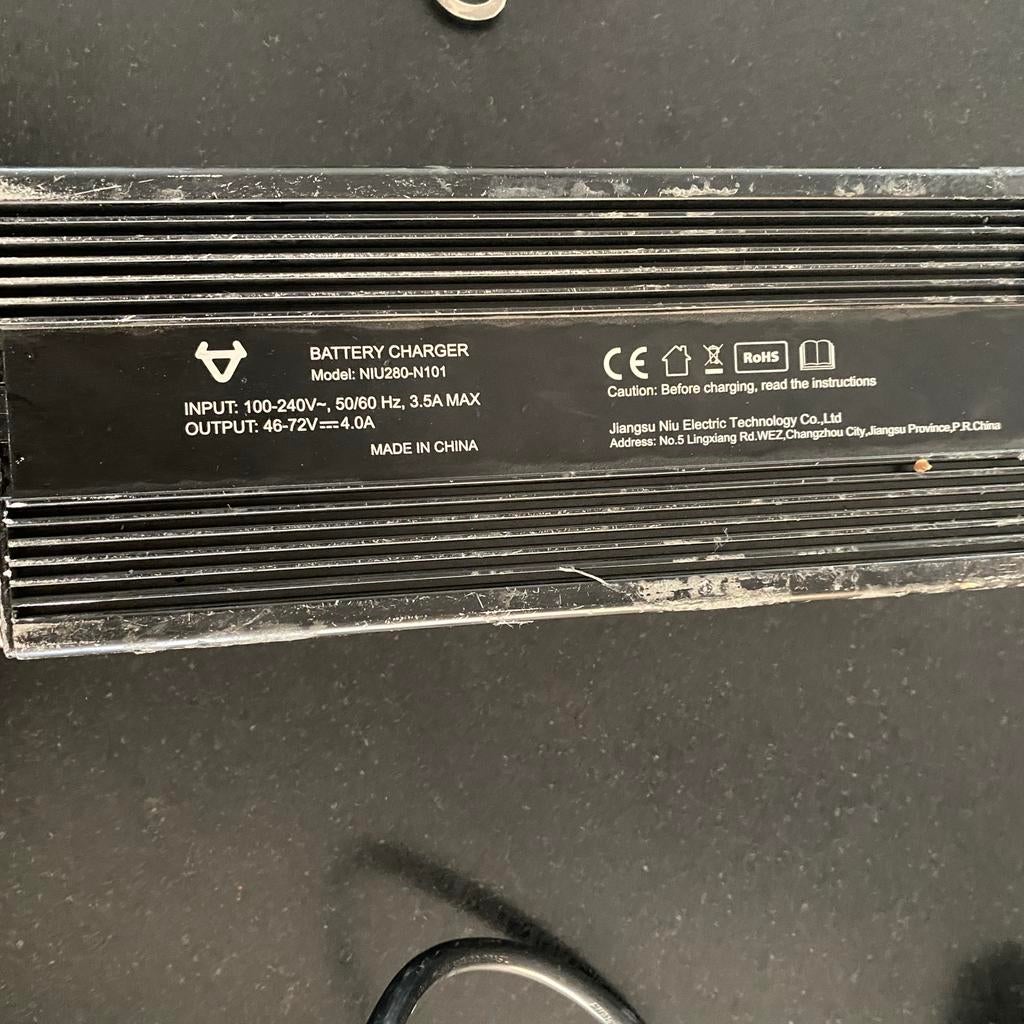 BATTERY CHARGER
Model: NIU280-N101
INPUT: 100-240V~, 50/60 Hz, 3.5A MAX
OUTPUT: 46-72V⎓4.0A
MADE IN CHINA
CE RoHS
Caution: Before charging, read the instructions
Jiangsu Niu Electric Technology Co.,Ltd
Address: No.5 Lingxiang Rd.WEZ,Changzhou City,Jiangsu Province,P.R.China